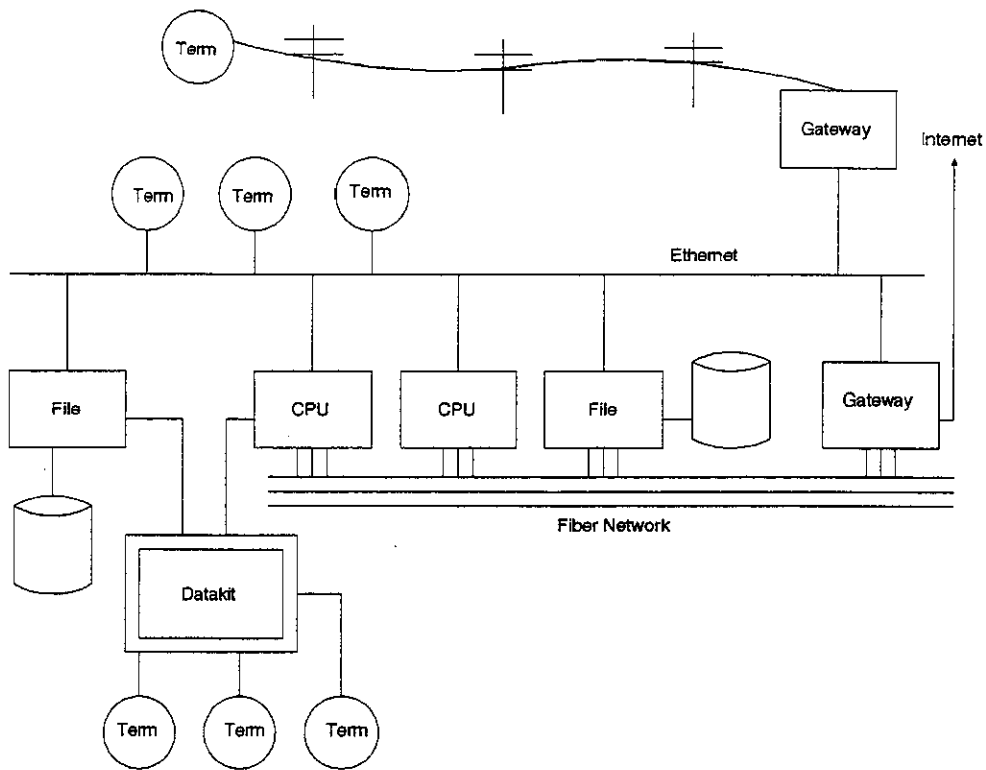 Term
Gateway
Internet
Term
Term
Term
Ethernet
File
CPU
CPU
File
Gateway
Fiber Network
Datakit
Term
Term
Term